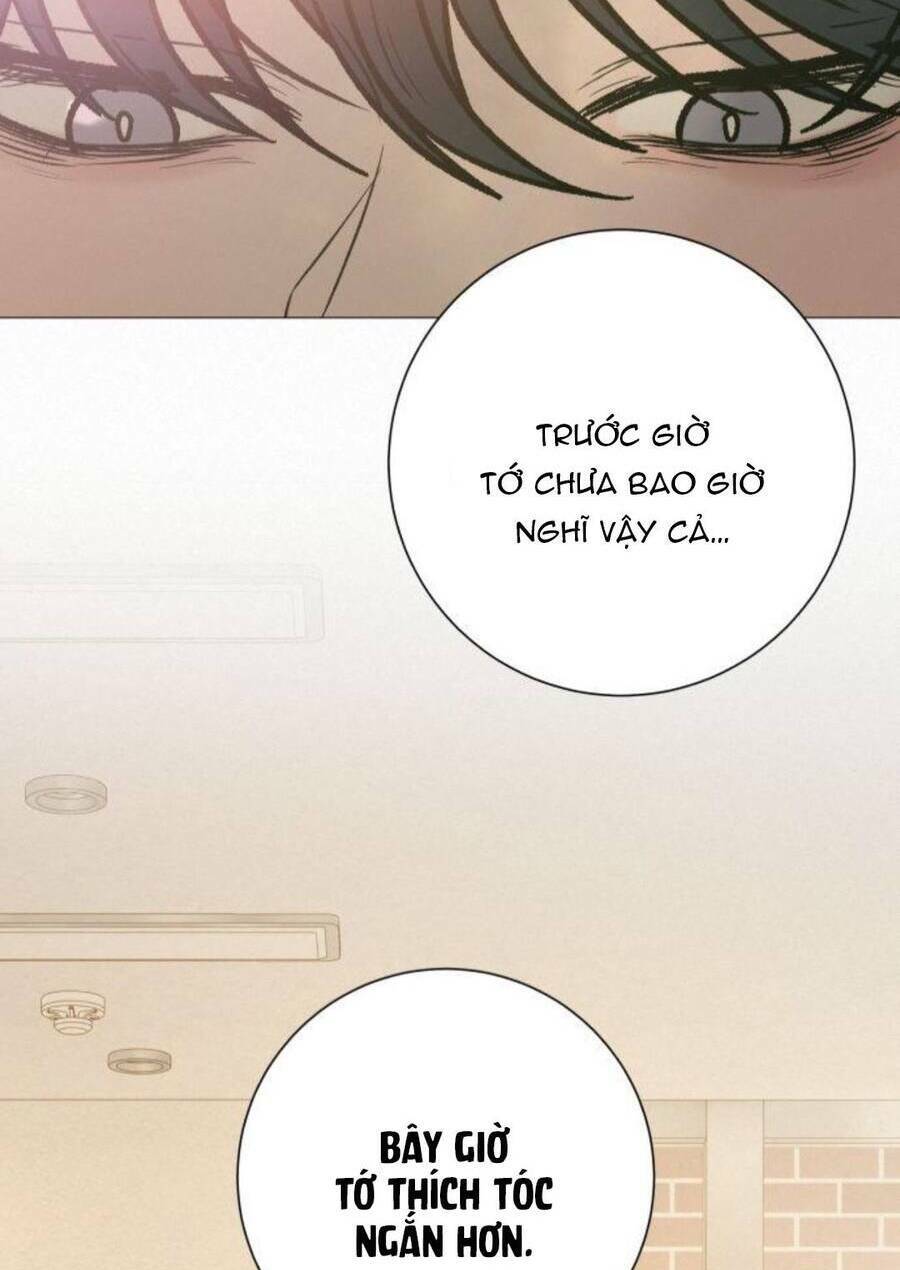 TRƯỚC GIỜ
TỚ CHƯA BAO GIỜ
NGHĨ VẬY CẢ...
BÂY GIỜ
TỚ THÍCH TÓC
NGẮN HƠN.